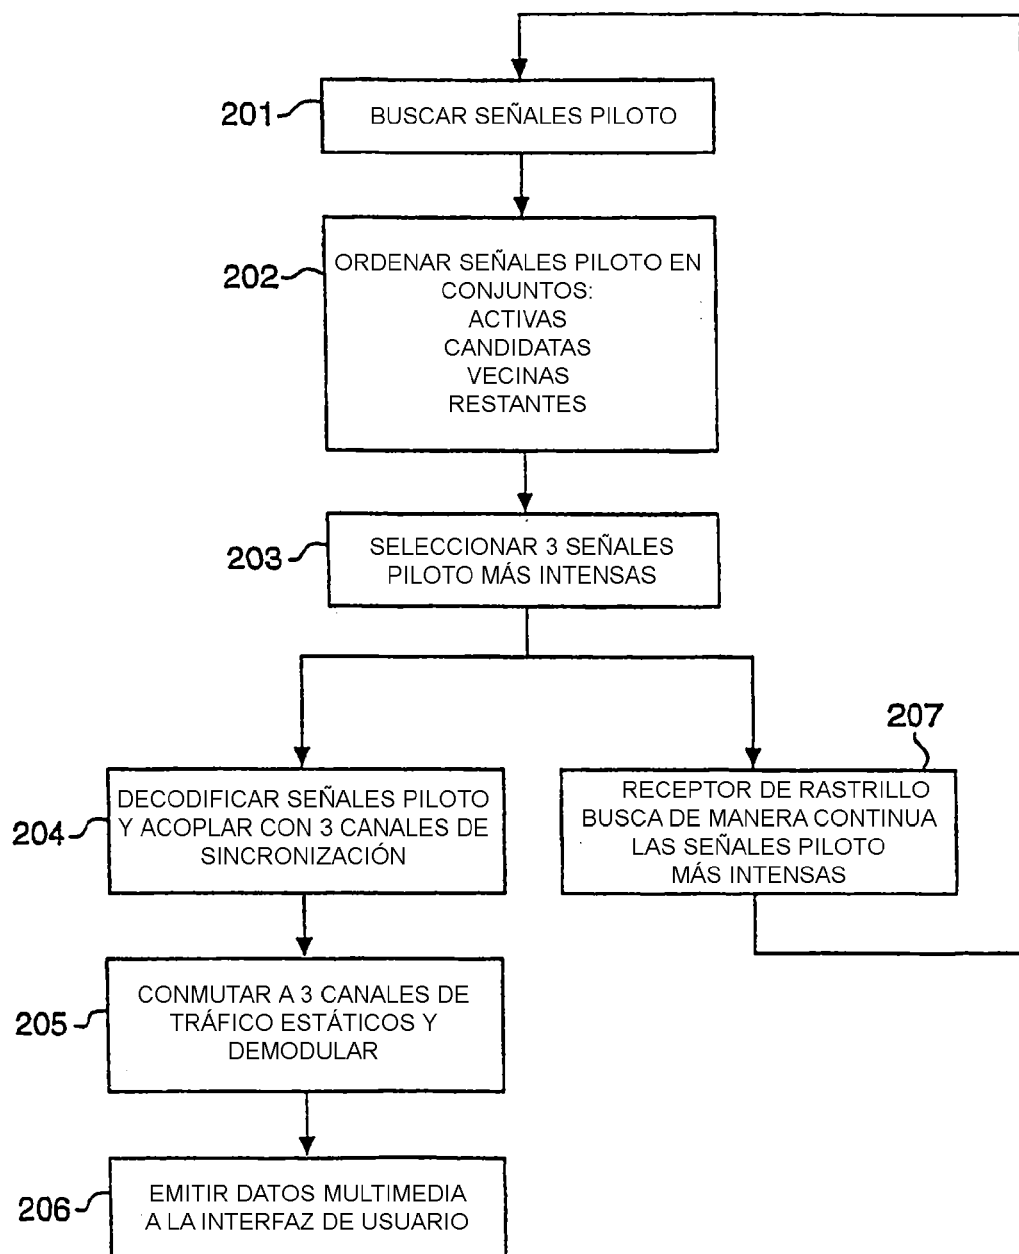 201
BUSCAR SEÑALES PILOTO
202
ORDENAR SEÑALES PILOTO EN
CONJUNTOS:
ACTIVAS
CANDIDATAS
VECINAS
RESTANTES
203
SELECCIONAR 3 SEÑALES
PILOTO MÁS INTENSAS
204
DECODIFICAR SEÑALES PILOTO
Y ACOPLAR CON 3 CANALES DE
SINCRONIZACIÓN
207
RECEPTOR DE RASTRILLO
BUSCA DE MANERA CONTINUA
LAS SEÑALES PILOTO
MÁS INTENSAS
205
CONMUTAR A 3 CANALES DE
TRÁFICO ESTÁTICOS Y
DEMODULAR
206
EMITIR DATOS MULTIMEDIA
A LA INTERFAZ DE USUARIO